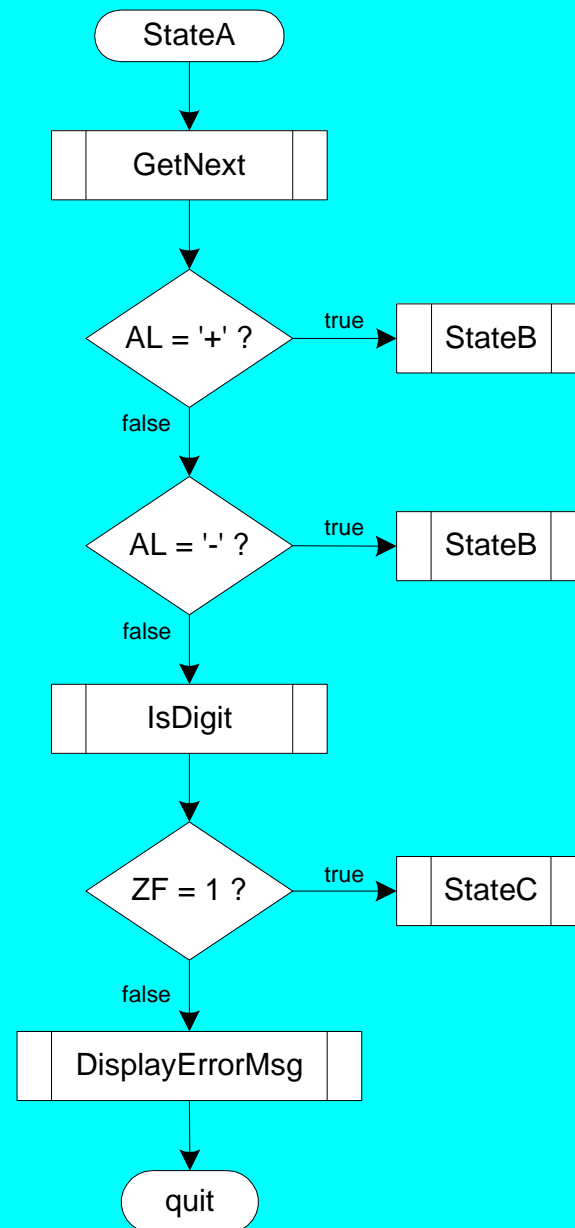 StateA
GetNext
AL = '+' ?
true
StateB
false
AL = '-' ?
true
StateB
false
IsDigit
ZF = 1 ?
true
StateC
false
DisplayErrorMsg
quit